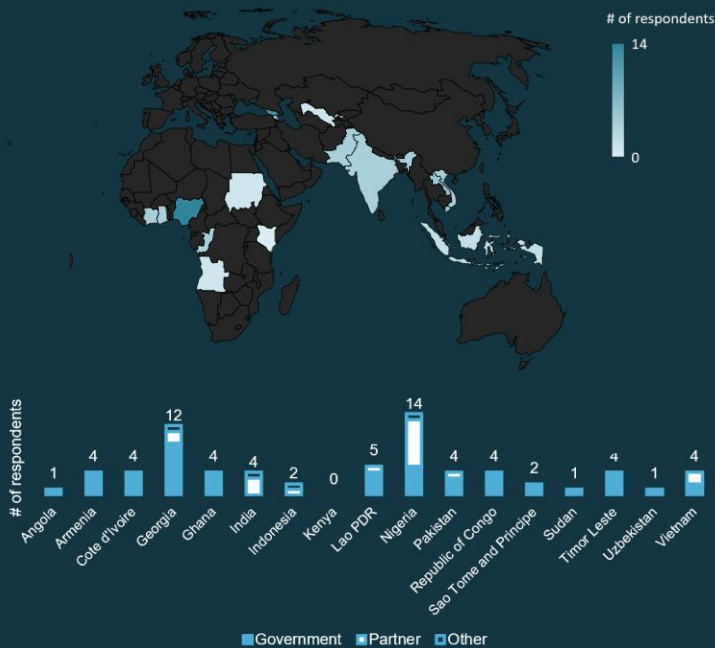 # of respondents
14
0
# of respondents
1
4
4
12
4
4
2
0
5
14
4
4
2
1
4
1
4
Angola
Armenia
Cote d'Ivoire
Georgia
Ghana
India
Indonesia
Kenya
Lao PDR
Nigeria
Pakistan
Republic of Congo
Sao Tome and Principe
Sudan
Timor Leste
Uzbekistan
Vietnam
Government Partner Other